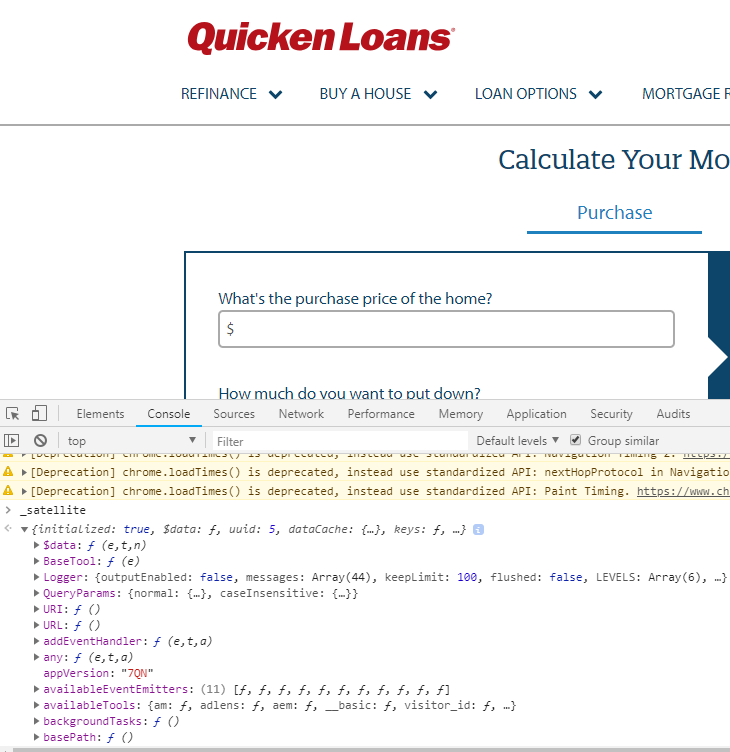 Quicken Loans®
REFINANCE BUY A HOUSE LOAN OPTIONS MORTGAGE R
Calculate Your Mo
Purchase
What's the purchase price of the home?
$
How much do you want to put down?
Elements Console Sources Network Performance Memory Application Security Audits
top Filter Default levels Group similar
[Deprecation] chrome.loadTimes() is deprecated, instead use standardized API: Navigation Timing 2. https://
[Deprecation] chrome.loadTimes() is deprecated, instead use standardized API: nextHopProtocol in Navigatio
[Deprecation] chrome.loadTimes() is deprecated, instead use standardized API: Paint Timing. https://www.ch
> _satellite
{initialized: true, $data: ƒ, uuid: 5, dataCache: {…}, keys: ƒ, …} i
$data: ƒ (e,t,n)
BaseTool: ƒ (e)
Logger: {outputEnabled: false, messages: Array(44), keepLimit: 100, flushed: false, LEVELS: Array(6), …}
QueryParams: {normal: {…}, caseInsensitive: {…}}
URI: ƒ ()
URL: ƒ ()
addEventHandler: ƒ (e,t,a)
any: ƒ (e,t,a)
appVersion: "7QN"
availableEventEmitters: (11) [ƒ, ƒ, ƒ, ƒ, ƒ, ƒ, ƒ, ƒ, ƒ, ƒ, ƒ]
availableTools: {am: ƒ, adlens: ƒ, aem: ƒ, __basic: ƒ, visitor_id: ƒ, …}
backgroundTasks: ƒ ()
basePath: ƒ ()